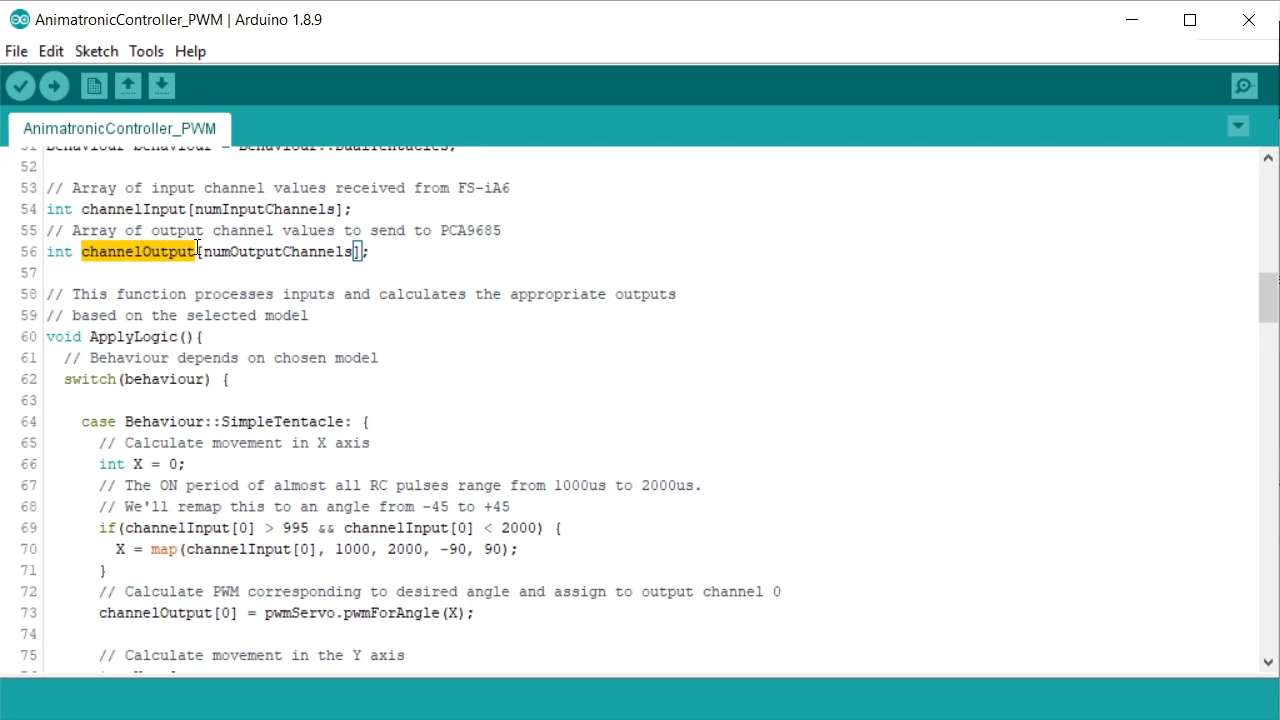 AnimatronicController_PWM | Arduino 1.8.9
File Edit Sketch Tools Help
AnimatronicController_PWM
51 Behaviour behaviour = Behaviour::DualTentacles;
52
53 // Array of input channel values received from FS-iA6
54 int channelInput[numInputChannels];
55 // Array of output channel values to send to PCA9685
56 int channelOutput[numOutputChannels];
57
58 // This function processes inputs and calculates the appropriate outputs
59 // based on the selected model
60 void ApplyLogic(){
61 // Behaviour depends on chosen model
62 switch(behaviour) {
63
64 case Behaviour::SimpleTentacle: {
65 // Calculate movement in X axis
66 int X = 0;
67 // The ON period of almost all RC pulses range from 1000us to 2000us.
68 // We'll remap this to an angle from -45 to +45
69 if(channelInput[0] > 995 && channelInput[0] < 2000) {
70 X = map(channelInput[0], 1000, 2000, -90, 90);
71 }
72 // Calculate PWM corresponding to desired angle and assign to output channel 0
73 channelOutput[0] = pwmServo.pwmForAngle(X);
74
75 // Calculate movement in the Y axis